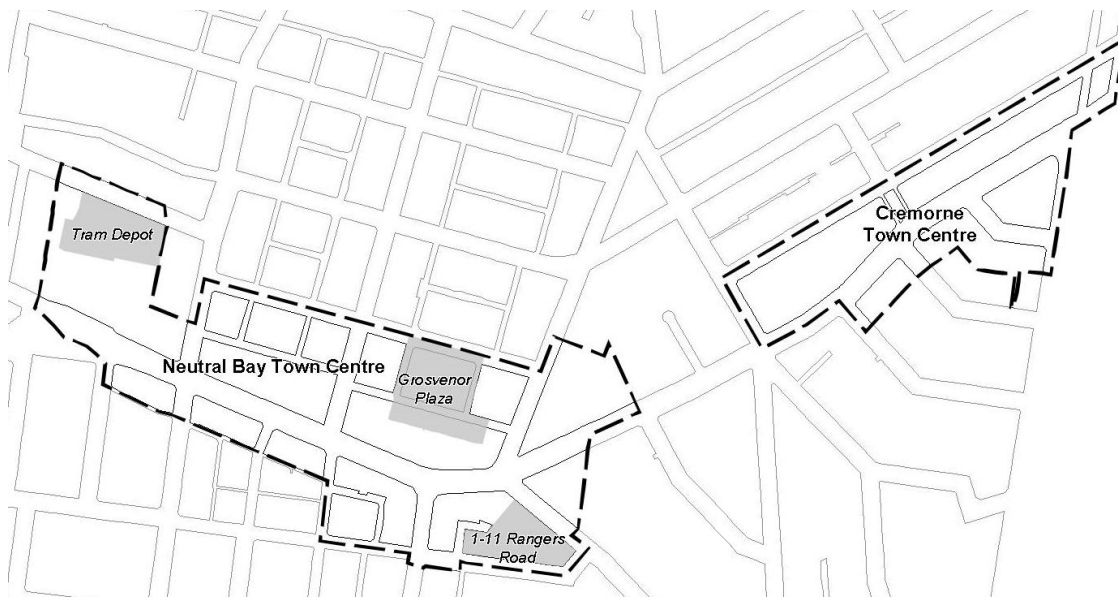 Tram Depot
Cremorne
Town Centre
Neutral Bay Town Centre
Grosvenor
Plaza
1-11 Rangers
Road